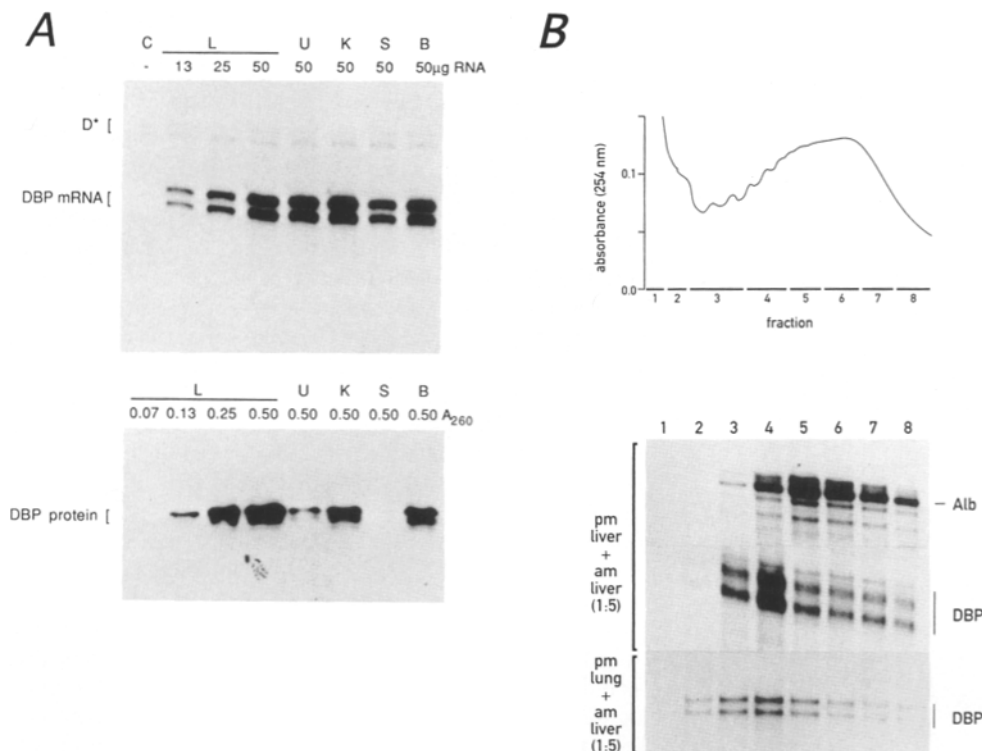 A
C L U K S B
- 13 25 50 50 50 50 50µg RNA
D* [
DBP mRNA [
L U K S B
0.07 0.13 0.25 0.50 0.50 0.50 0.50 0.50 A260
DBP protein [
B
absorbance (254 nm)
0.1
0.0
1 2 3 4 5 6 7 8
fraction
1 2 3 4 5 6 7 8
pm
liver
+
am
liver
(1:5)
Alb
DBP
pm
lung
+
am
liver
(1:5)
DBP